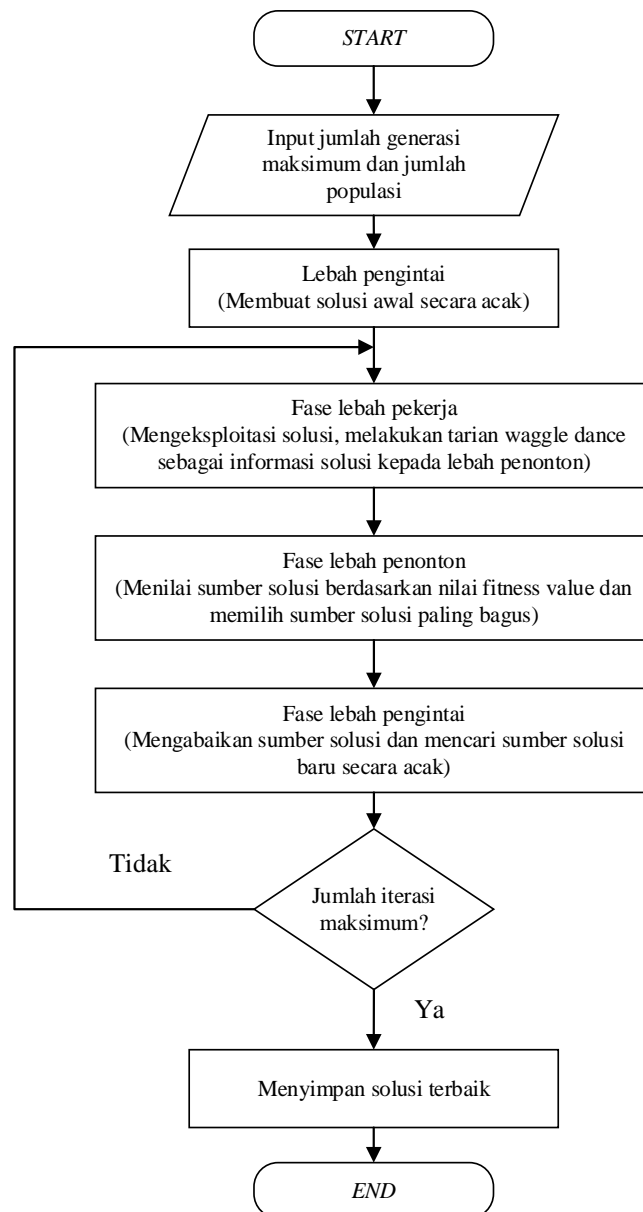 START
Input jumlah generasi
maksimum dan jumlah
populasi
Lebah pengintai
(Membuat solusi awal secara acak)
Fase lebah pekerja
(Mengeksploitasi solusi, melakukan tarian waggle dance
sebagai informasi solusi kepada lebah penonton)
Fase lebah penonton
(Menilai sumber solusi berdasarkan nilai fitness value dan
memilih sumber solusi paling bagus)
Fase lebah pengintai
(Mengabaikan sumber solusi dan mencari sumber solusi
baru secara acak)
Tidak
Jumlah iterasi
maksimum?
Ya
Menyimpan solusi terbaik
END